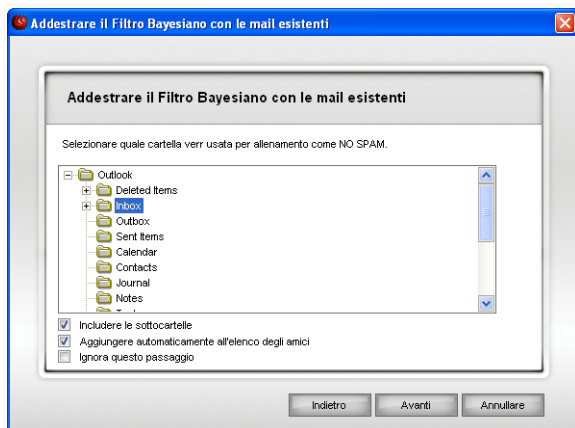 Addestrare il Filtro Bayesiano con le mail esistenti
Addestrare il Filtro Bayesiano con le mail esistenti
Selezionare quale cartella verr usata per allenamento come NO SPAM.
Outlook
Deleted Items
Inbox
Outbox
Sent Items
Calendar
Contacts
Journal
Notes
Includere le sottocartelle
Aggiungere automaticamente all'elenco degli amici
Ignora questo passaggio
Indietro Avanti Annullare